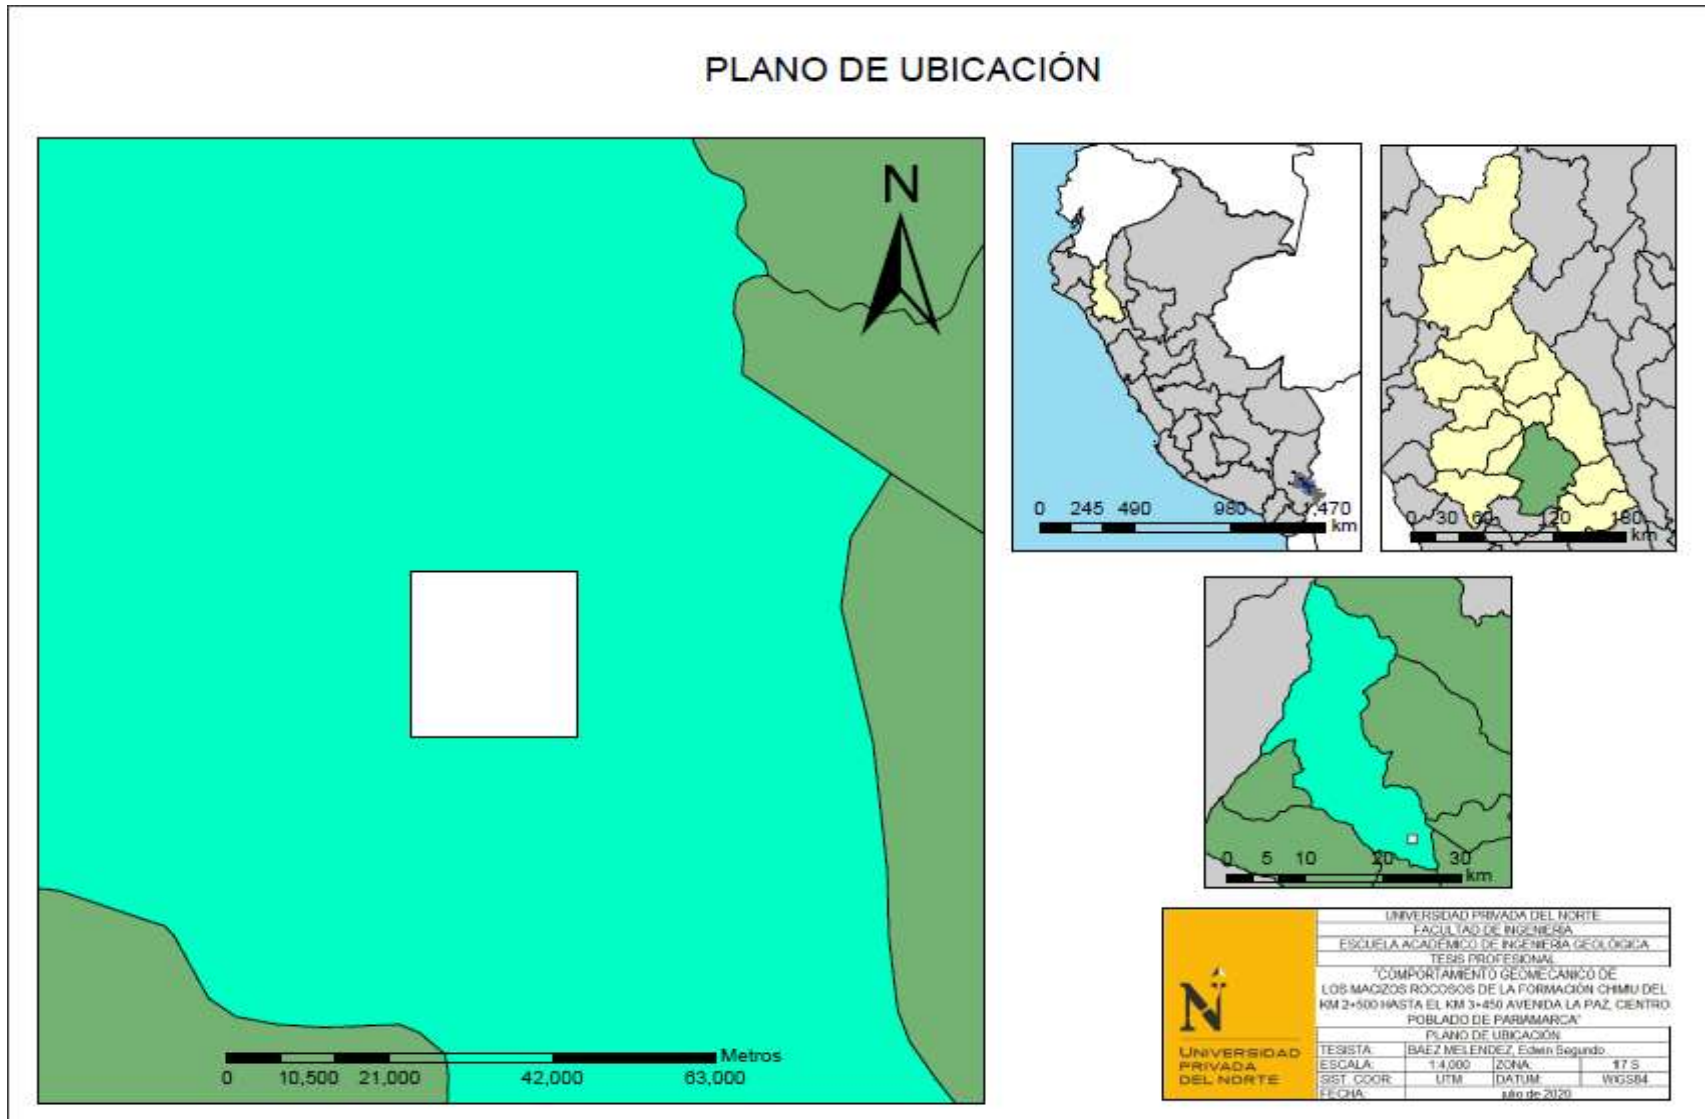 PLANO DE UBICACIÓN
N
Metros
0 10,500 21,000 42,000 63,000
0 245 490 980 1,470
km
0 30 60 120 180
km
0 5 10 20 30
km
N
UNIVERSIDAD
PRIVADA
DEL NORTE
UNIVERSIDAD PRIVADA DEL NORTE
FACULTAD DE INGENIERÍA
ESCUELA ACADÉMICO DE INGENIERÍA GEOLÓGICA
TESIS PROFESIONAL
"COMPORTAMIENTO GEOMECÁNICO DE
LOS MACIZOS ROCOSOS DE LA FORMACIÓN CHIMU DEL
KM 2+500 HASTA EL KM 3+450 AVENIDA LA PAZ, CENTRO
POBLADO DE PARIAMARCA"
PLANO DE UBICACIÓN
TESISTA: BAEZ MELENDEZ, Edwin Segundo
ESCALA: 1:4,000 ZONA: 17 S
SIST. COOR: UTM DATUM: WGS84
FECHA: julio de 2020